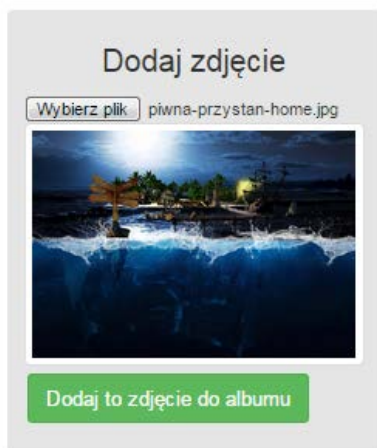 Dodaj zdjęcie
Wybierz plik piwna-przystan-home.jpg
Dodaj to zdjęcie do albumu